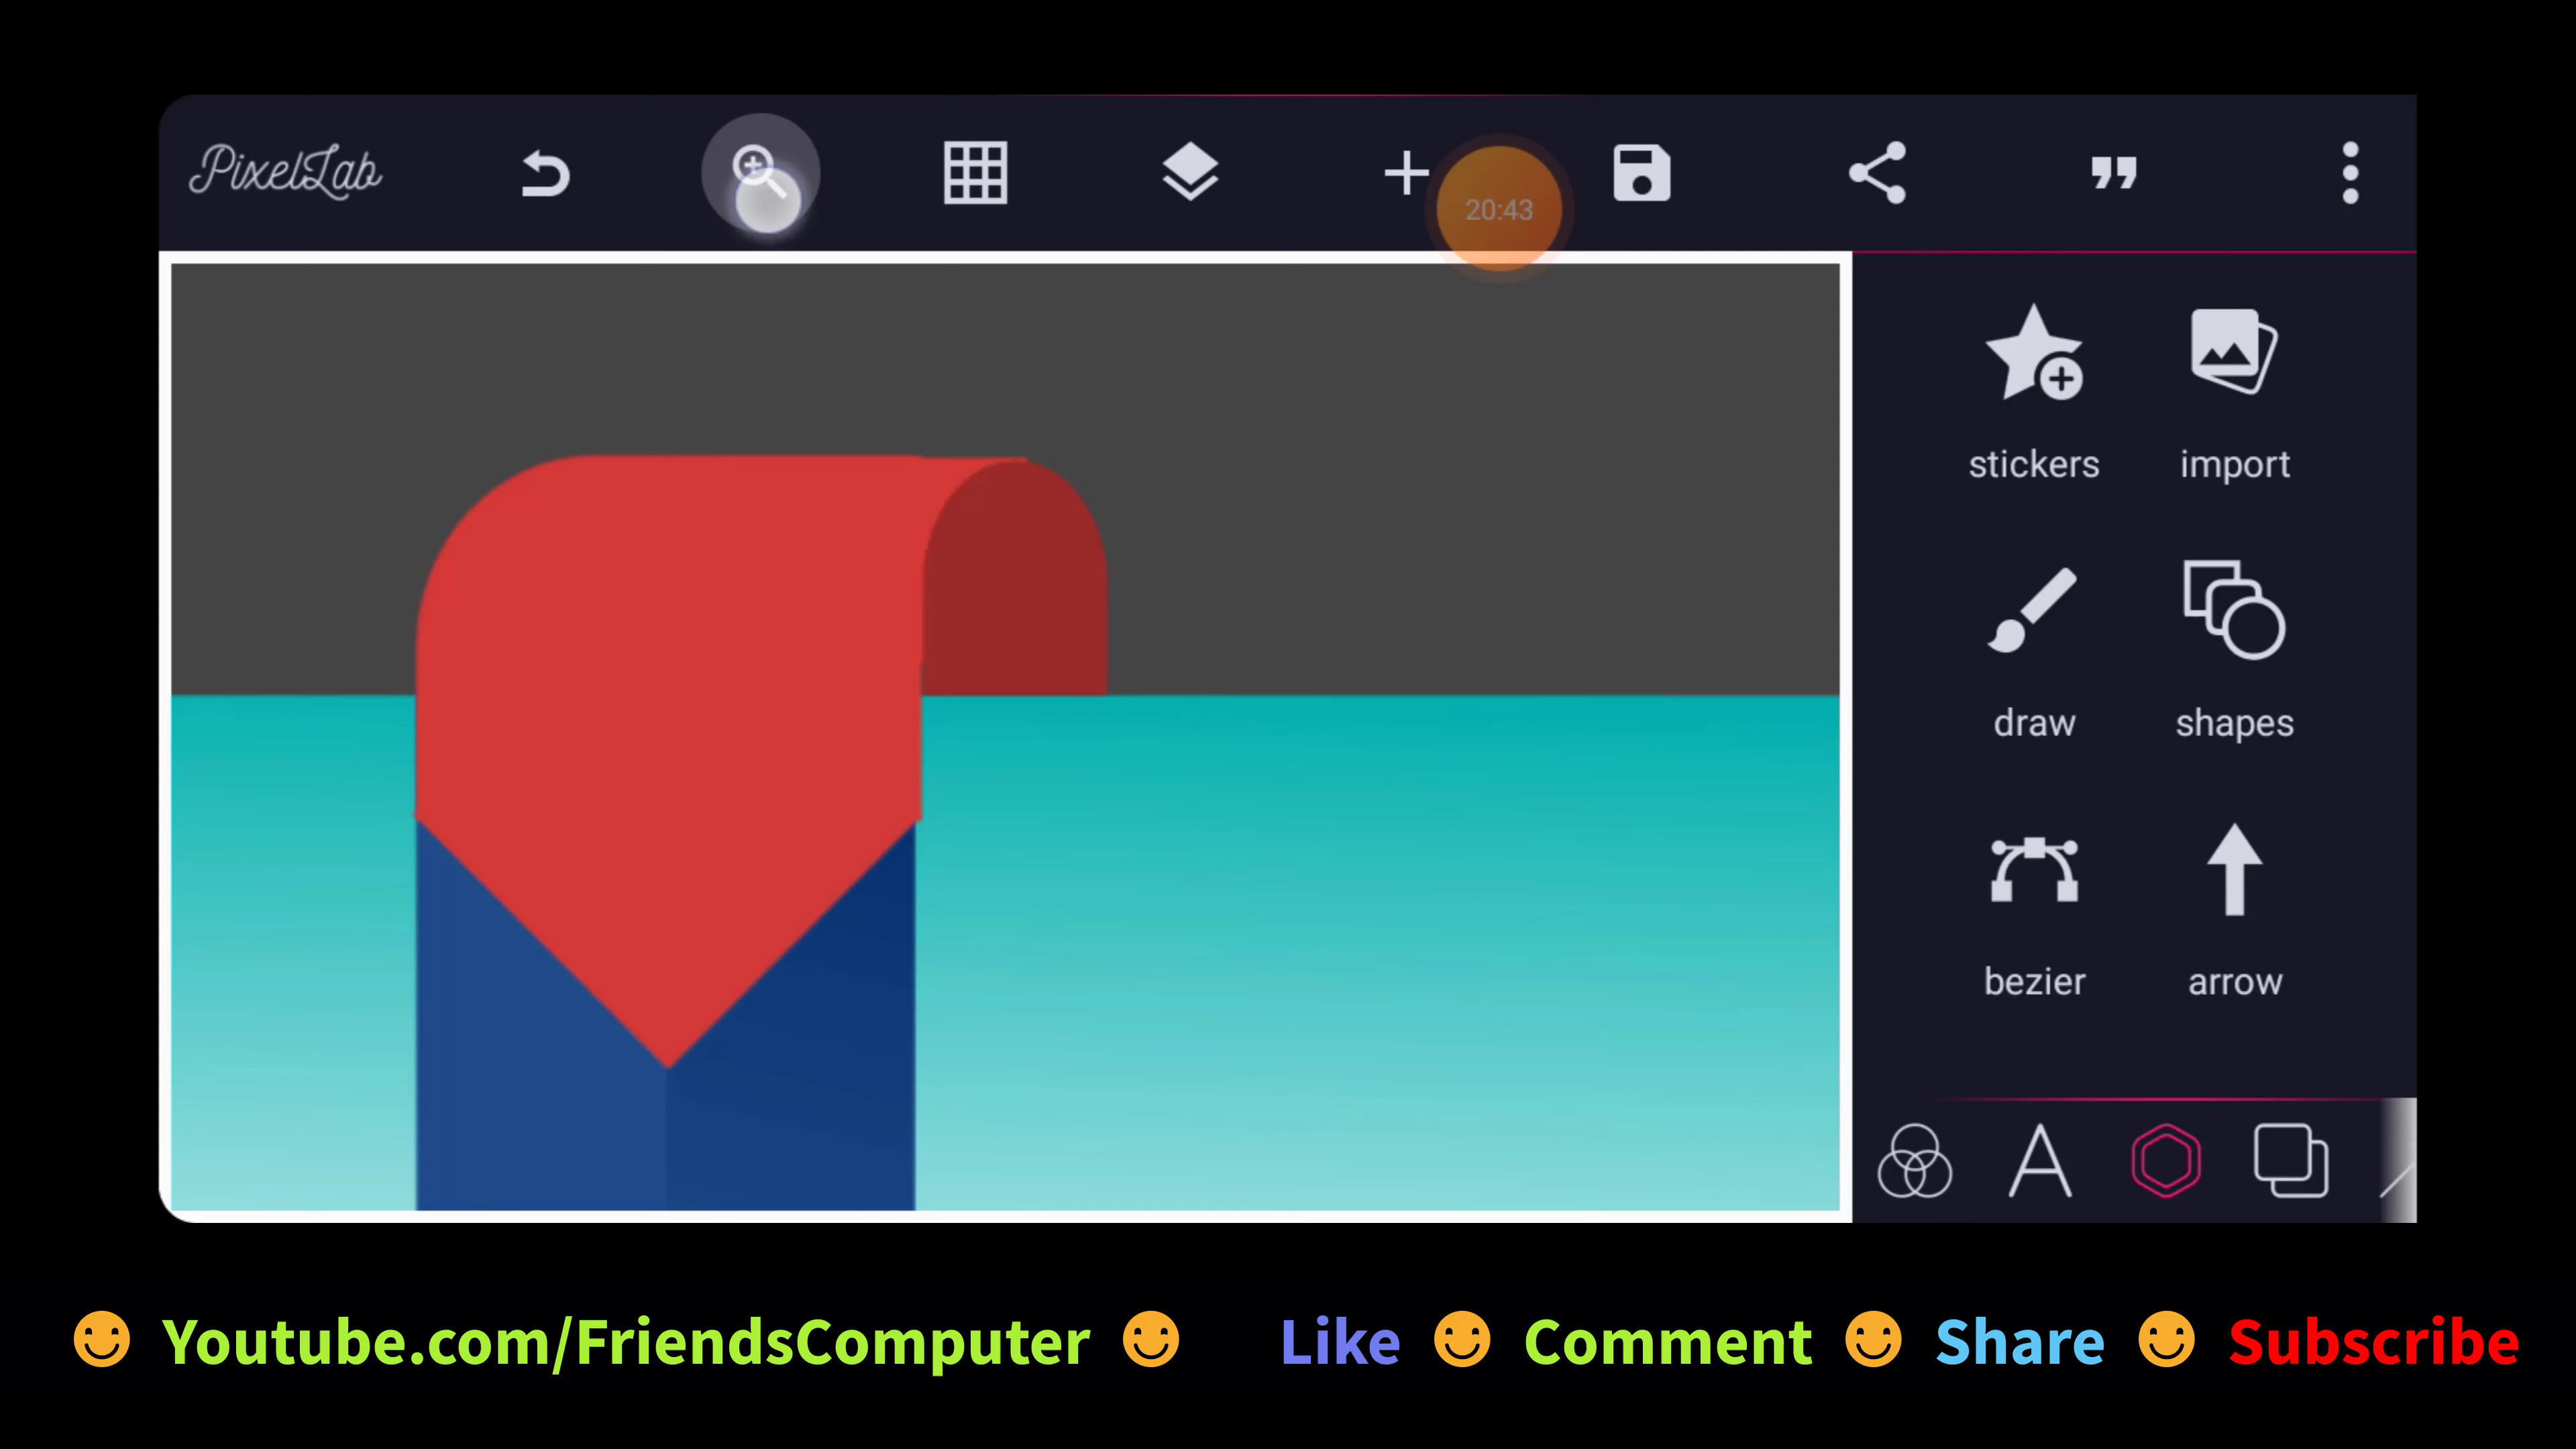 PixelLab
20:43
stickers import
draw shapes
bezier arrow
Youtube.com/FriendsComputer Like Comment Share Subscribe